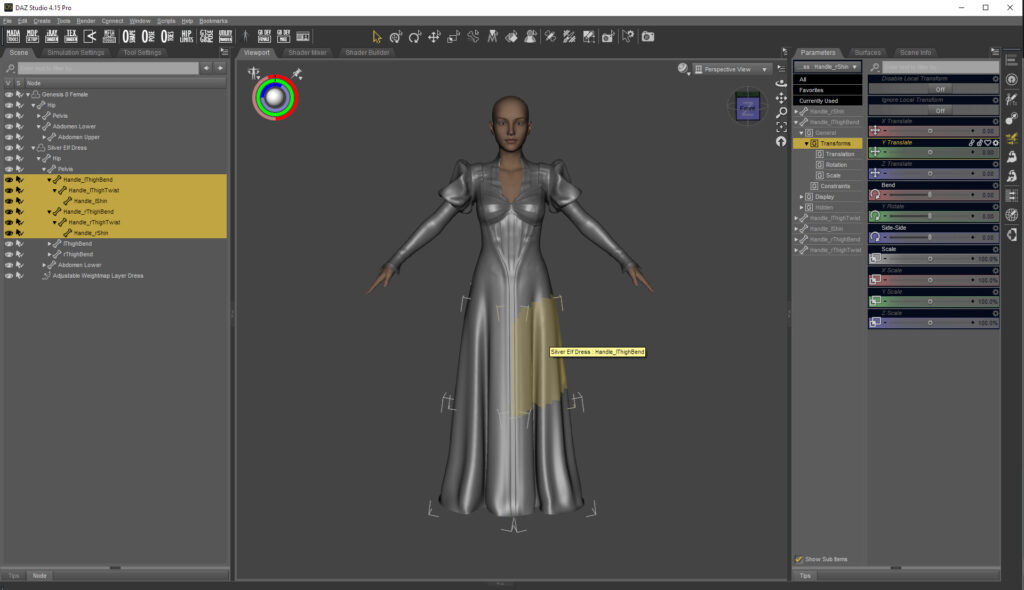 DAZ Studio 4.15 Pro
File Edit Create Tools Render Connect Window Scripts Help Bookmarks
Scene Simulation Settings Tool Settings
V S Node
Genesis 8 Female
Hip
Pelvis
Abdomen Lower
Abdomen Upper
Silver Elf Dress
Hip
Pelvis
Handle_lThighBend
Handle_lThighTwist
Handle_lShin
Handle_rThighBend
Handle_rThighTwist
Handle_rShin
lThighBend
rThighBend
Abdomen Lower
Adjustable Weightmap Layer Dress
Tips Node
Viewport Shader Mixer Shader Builder
Perspective View
Silver Elf Dress : Handle_lThighBend
Parameters Surfaces Scene Info
Handle_rShin
All
Favorites
Currently Used
Handle_rShin
Handle_lThighBend
General
Transforms
Translation
Rotation
Scale
Constraints
Display
Hidden
Handle_lThighTwist
Handle_lShin
Handle_rThighBend
Handle_rThighTwist
Show Sub Items
Tips
Disable Local Transform
Off
Ignore Local Transform
Off
X Translate
0.00
Y Translate
0.00
Z Translate
0.00
Bend
Y Rotate
Side-Side
Scale
100.0%
X Scale
100.0%
Y Scale
100.0%
Z Scale
100.0%